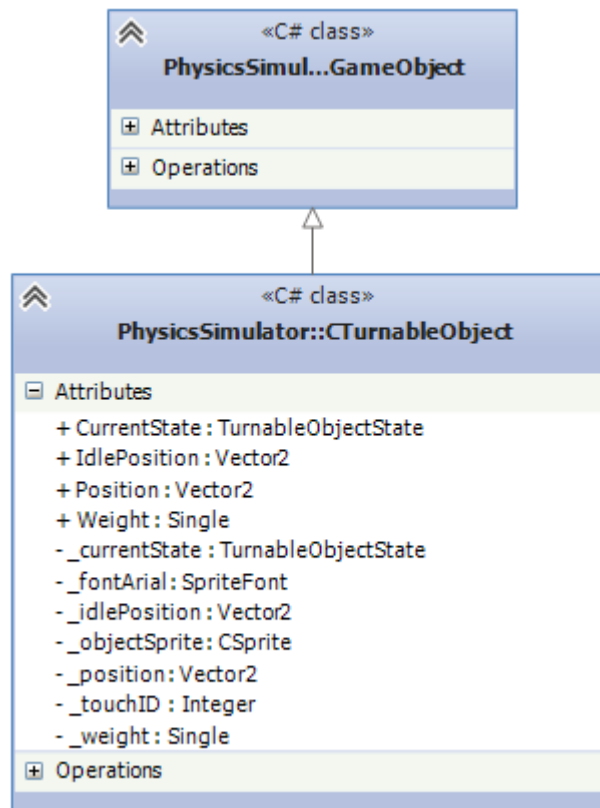 «C# class»
PhysicsSimul...GameObject
Attributes
Operations
«C# class»
PhysicsSimulator::CTurnableObject
Attributes
+ CurrentState : TurnableObjectState
+ IdlePosition : Vector2
+ Position : Vector2
+ Weight : Single
- _currentState : TurnableObjectState
- _fontArial : SpriteFont
- _idlePosition : Vector2
- _objectSprite : CSprite
- _position : Vector2
- _touchID : Integer
- _weight : Single
Operations